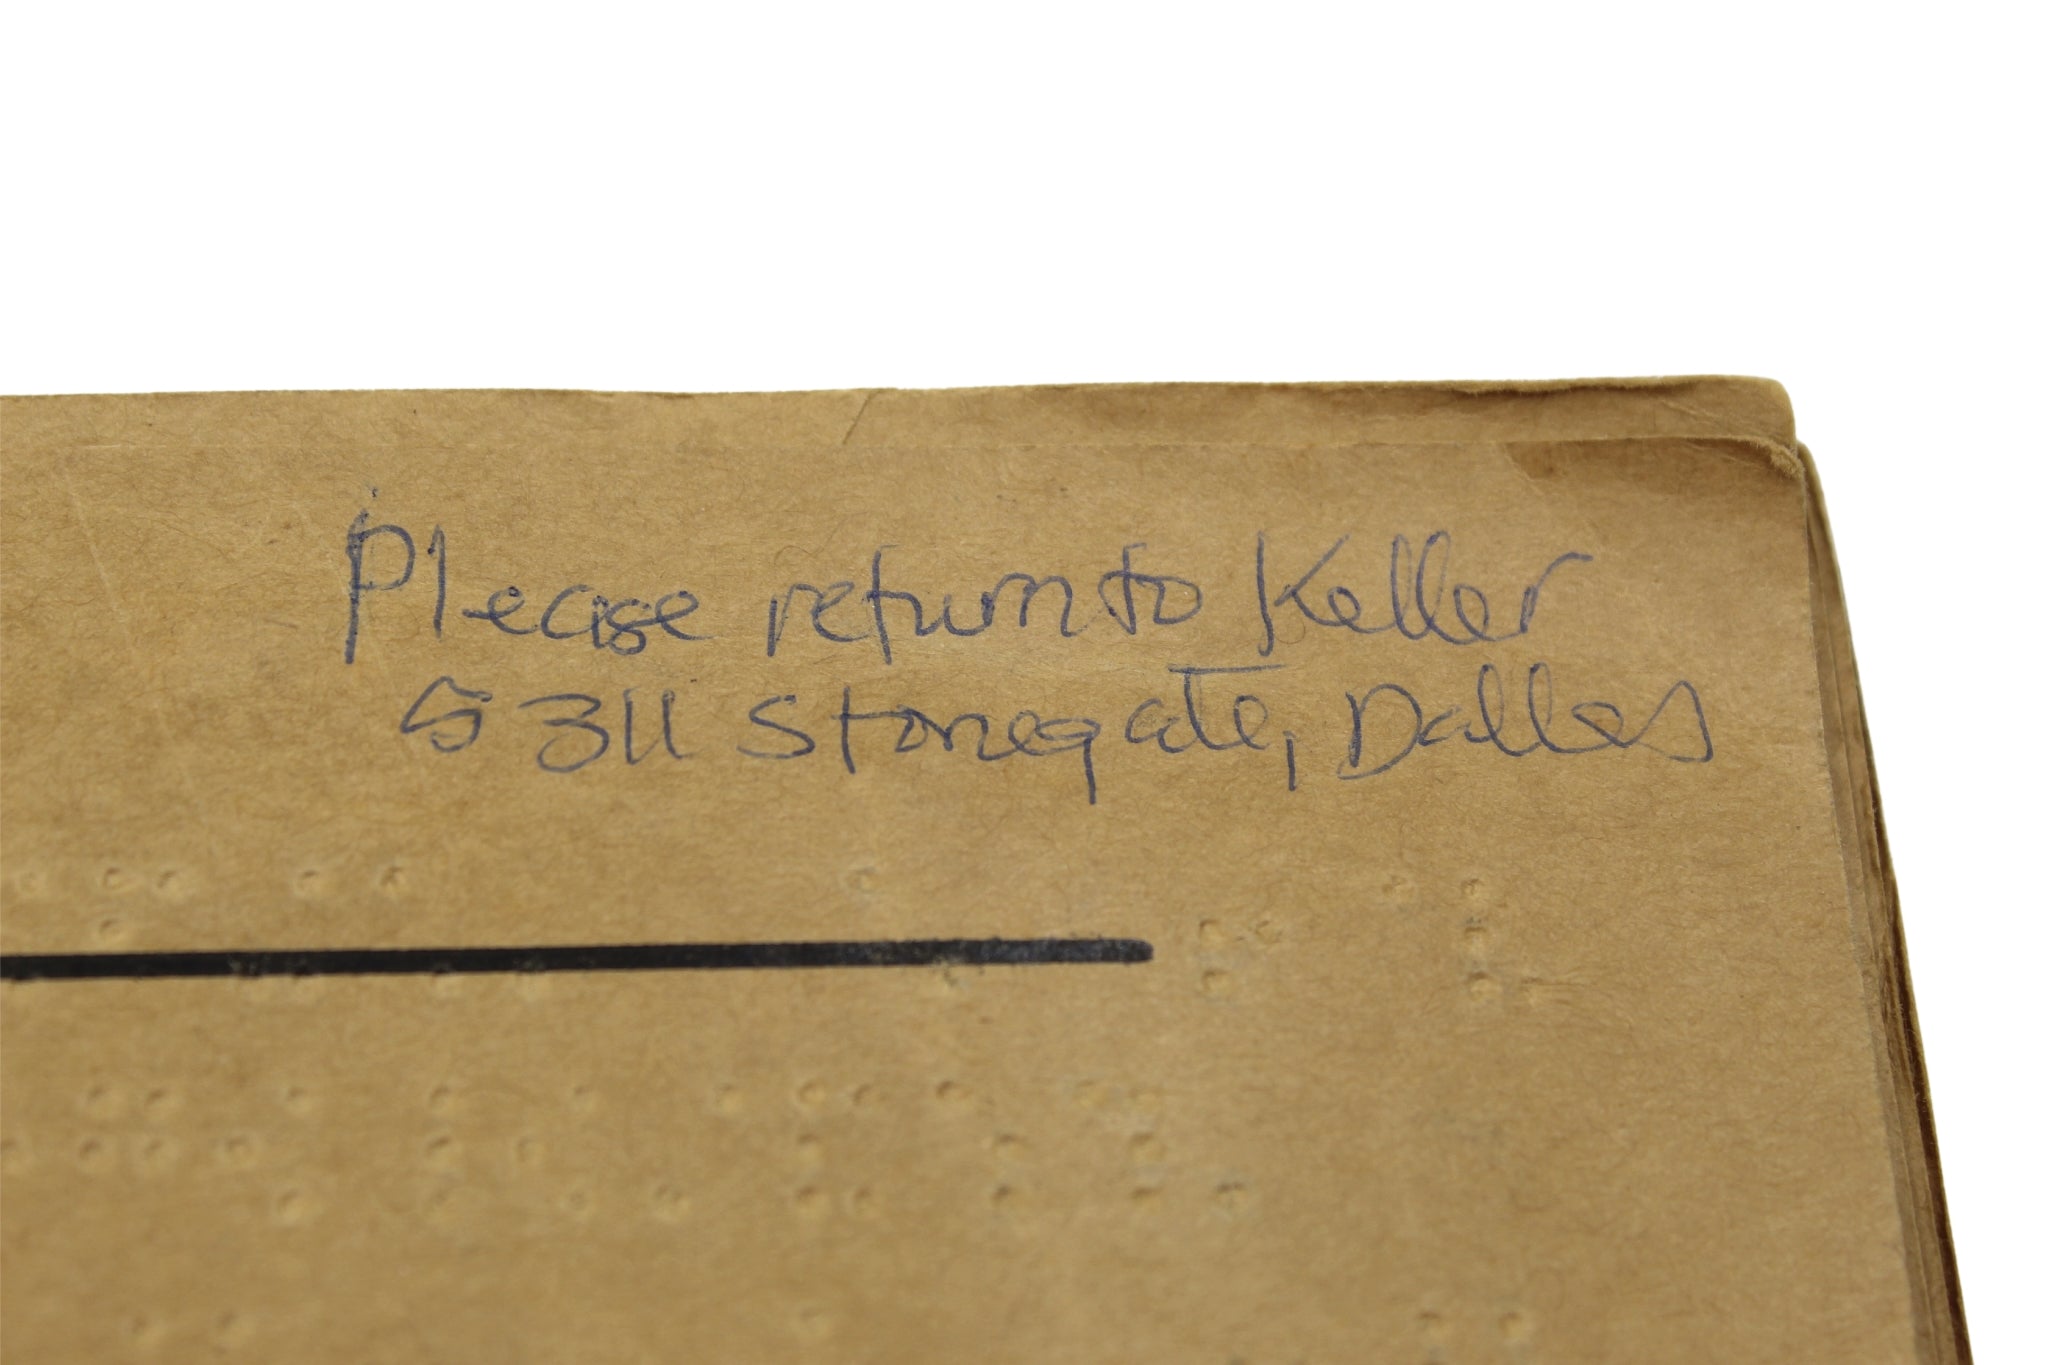 Please return to Keller
5311 Stonegate, Dallas